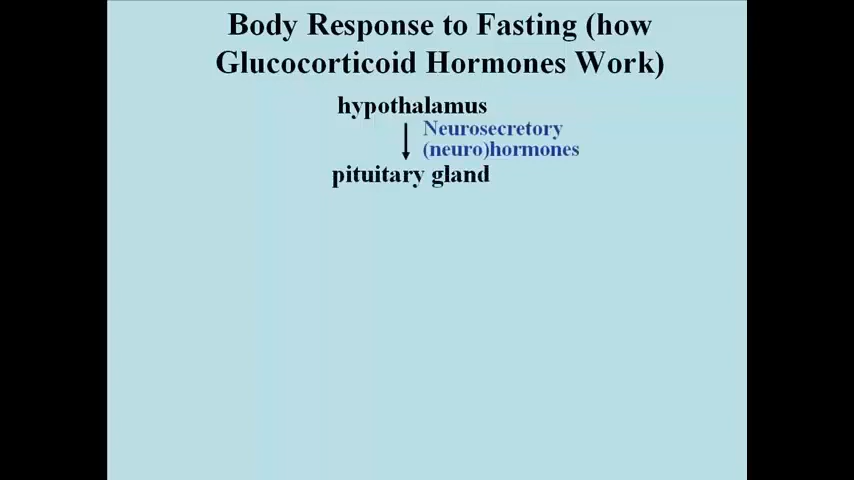 Body Response to Fasting (how
Glucocorticoid Hormones Work)
hypothalamus
Neurosecretory
(neuro)hormones
pituitary gland